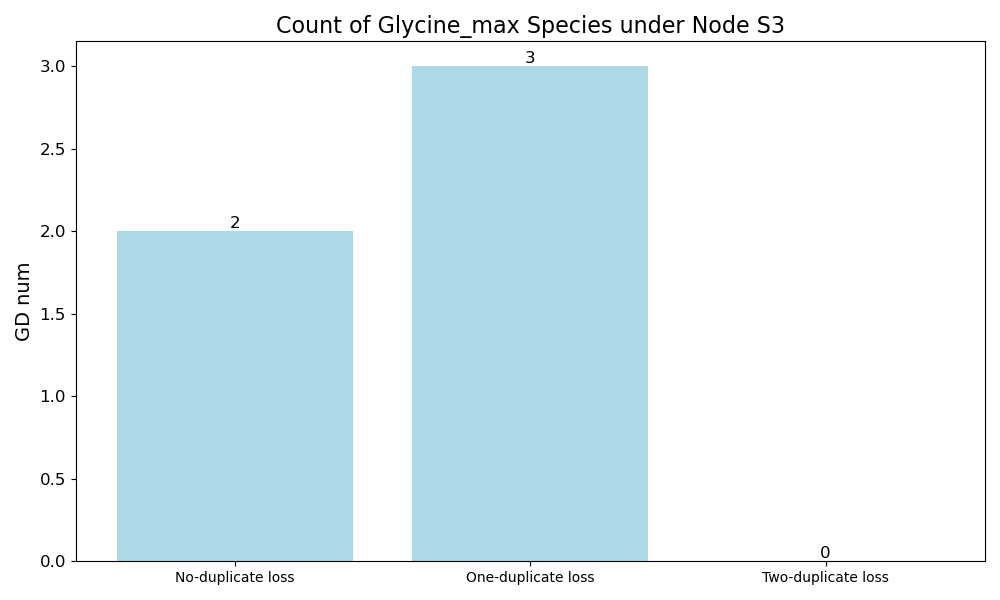 Count of Glycine_max Species under Node S3
GD num
3.0
2.5
2.0
1.5
1.0
0.5
0.0
2
3
0
No-duplicate loss
One-duplicate loss
Two-duplicate loss